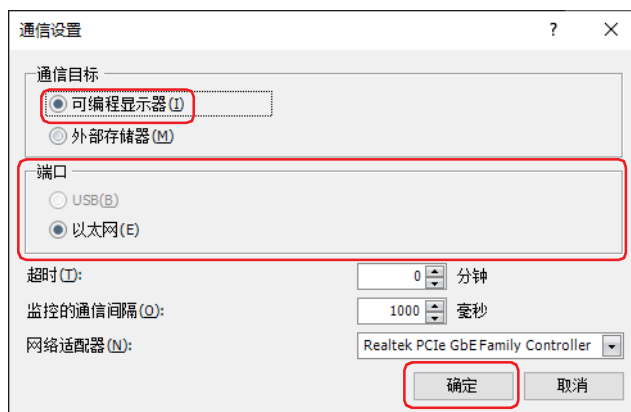 通信设置 ?
通信目标
可编程显示器(I)
外部存储器(M)
端口
USB(B)
以太网(E)
超时(T): 0 分钟
监控的通信间隔(O): 1000 毫秒
网络适配器(N): Realtek PCIe GbE Family Controller
确定 取消